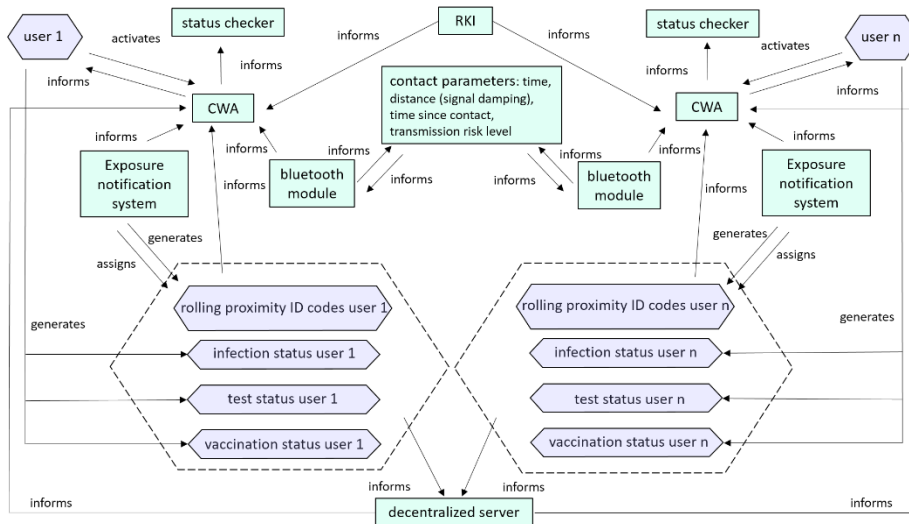 user 1
activates
status checker
RKI
status checker
activates
user n
informs
informs
informs
informs
informs
informs
CWA
contact parameters: time,
distance (signal damping),
time since contact,
transmission risk level
CWA
informs
informs
informs
informs
informs
informs
Exposure
notification
system
bluetooth
module
informs
informs
bluetooth
module
Exposure
notification
system
informs
informs
generates
assigns
generates
assigns
rolling proximity ID codes user 1
rolling proximity ID codes user n
generates
generates
infection status user 1
infection status user n
test status user 1
test status user n
vaccination status user 1
vaccination status user n
informs
informs
informs
informs
decentralized server